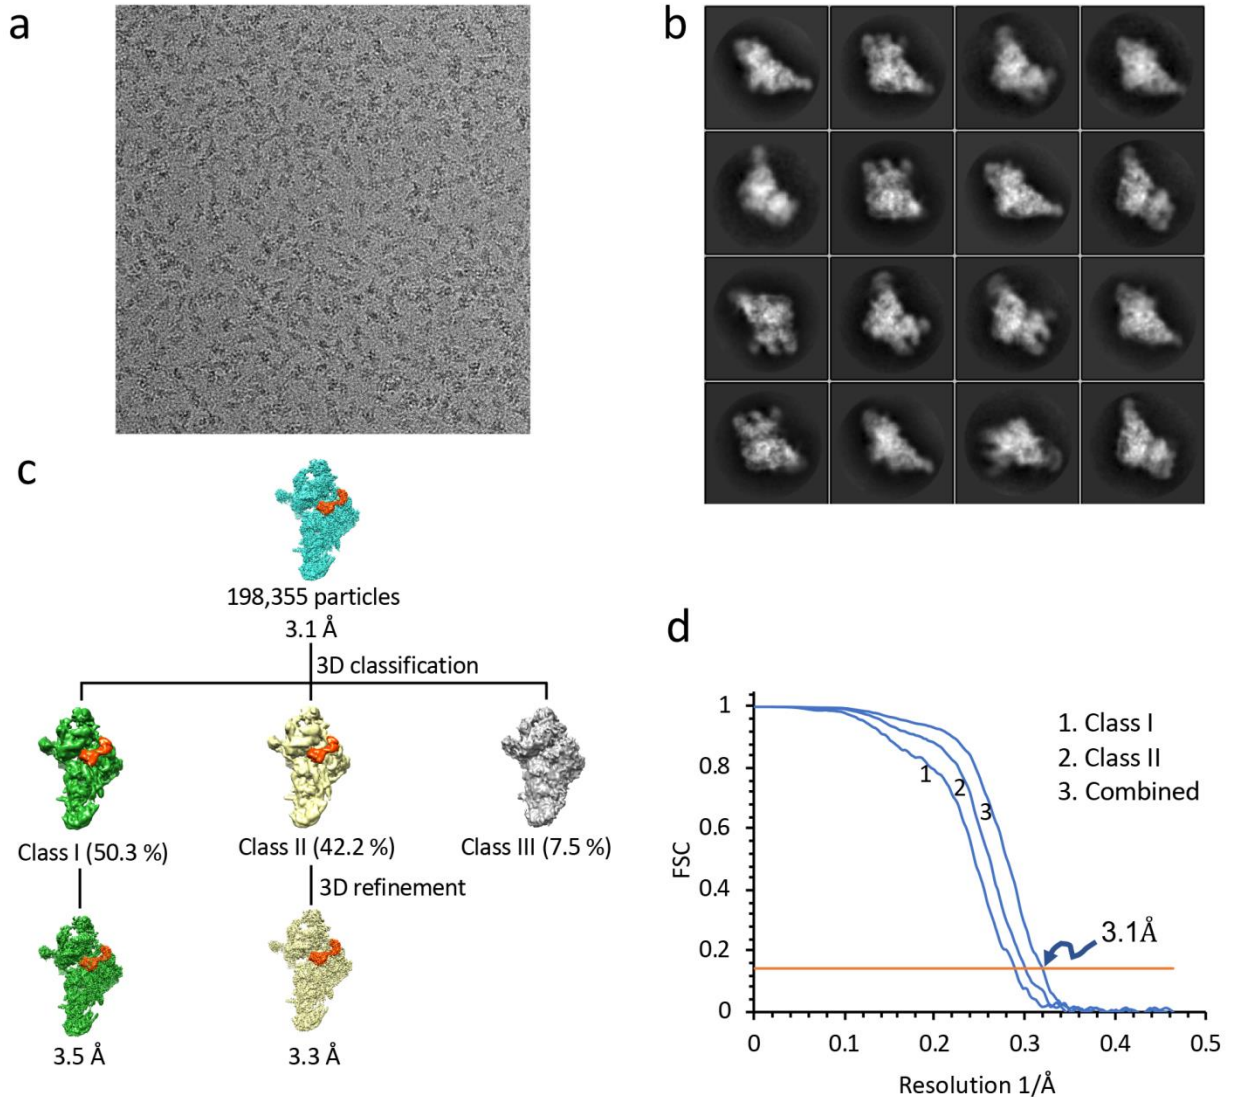 a
b
c
198,355 particles
3.1 Å
3D classification
Class I (50.3 %)
Class II (42.2 %)
Class III (7.5 %)
3D refinement
3.5 Å
3.3 Å
d
1
0.8
0.6
0.4
0.2
0
FSC
1
2
3
1. Class I
2. Class II
3. Combined
3.1Å
0
0.1
0.2
0.3
0.4
0.5
Resolution 1/Å